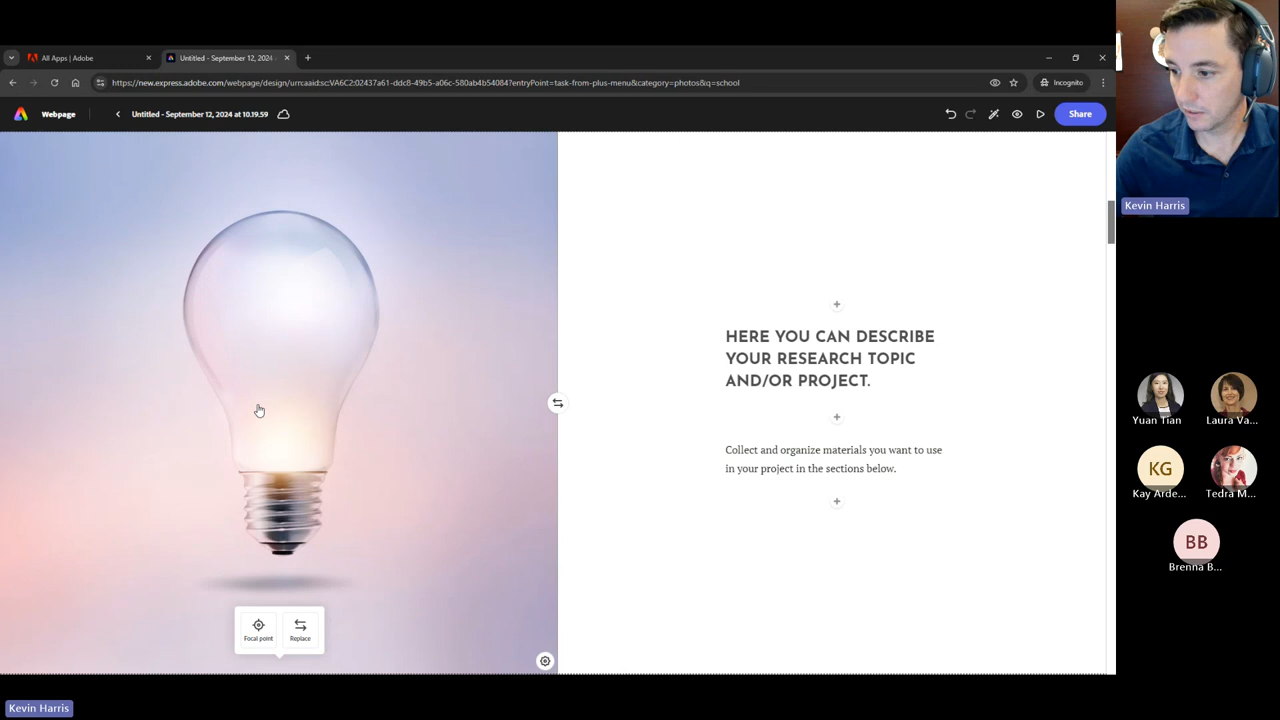 All Apps | Adobe
Untitled - September 12, 2024
https://new.express.adobe.com/webpage/design/urn:aaid:sc:VA6C2:02437a61-ddc8-49b5-a06c-580ab4b54084?entryPoint=task-from-plus-menu&category=photos&q=school
Incognito
Webpage
Untitled - September 12, 2024 at 10.19.59
Share
Kevin Harris
HERE YOU CAN DESCRIBE
YOUR RESEARCH TOPIC
AND/OR PROJECT.
Collect and organize materials you want to use
in your project in the sections below.
Focal point
Replace
Yuan Tian
Laura Va...
KG
Kay Arde...
Tedra M...
BB
Brenna B...
Kevin Harris